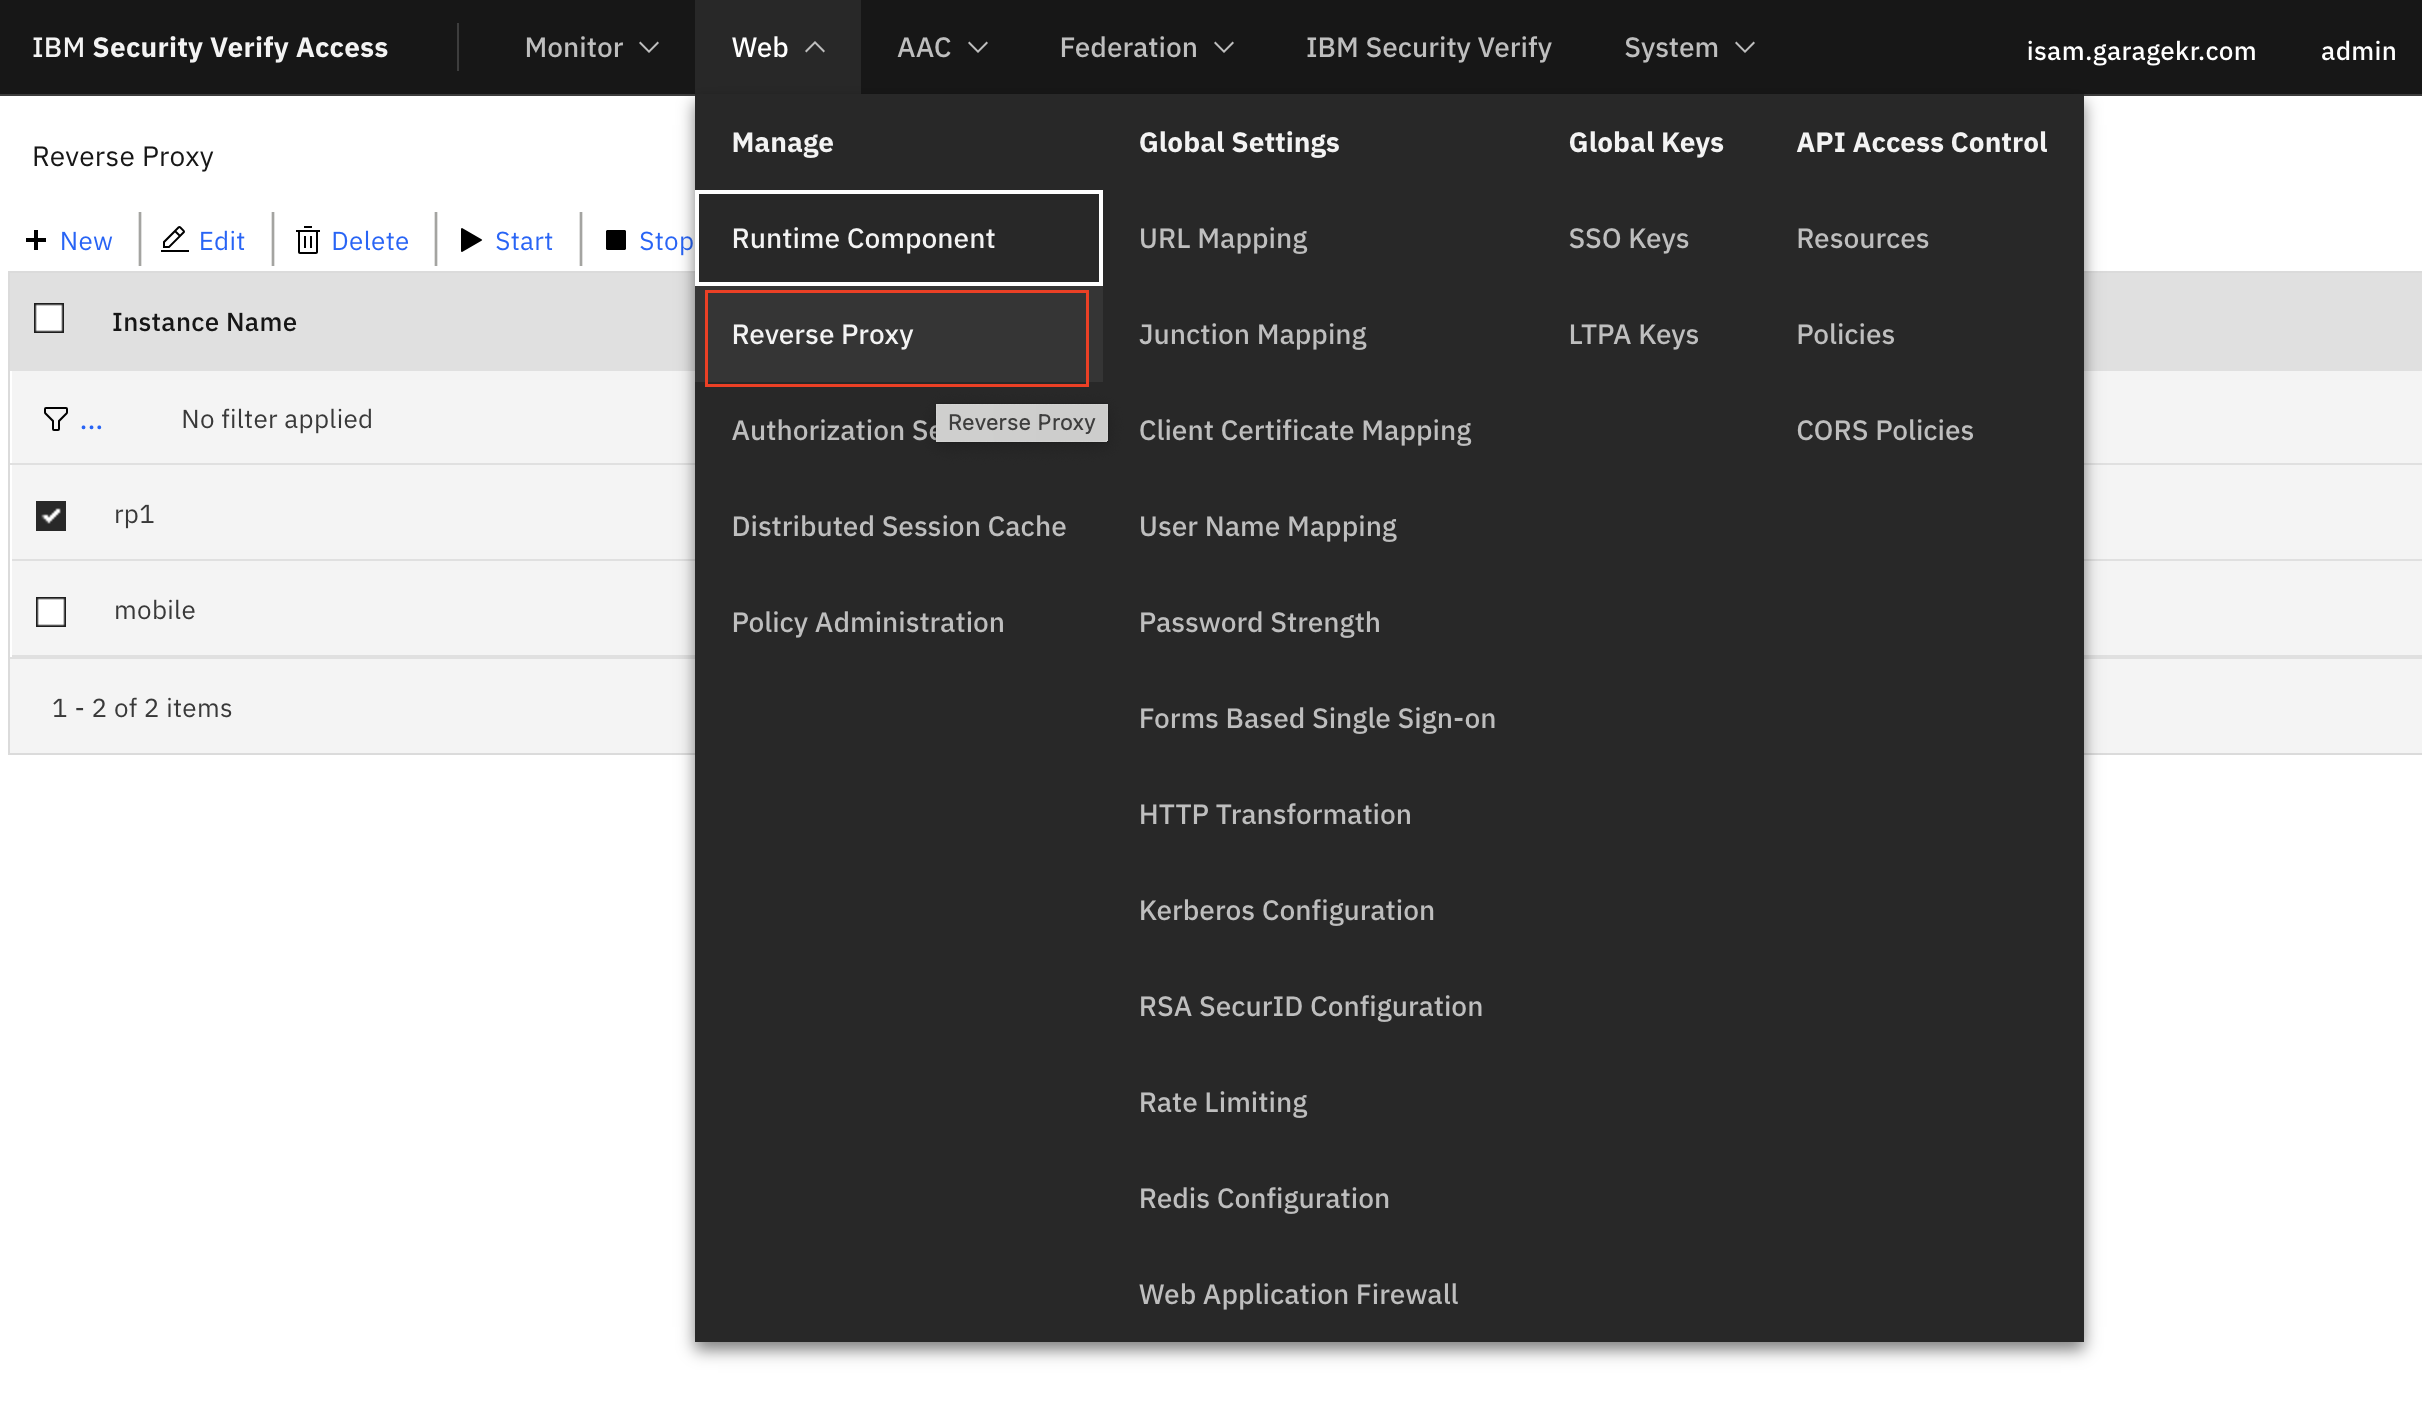 IBM Security Verify Access
Monitor
Web
AAC
Federation
IBM Security Verify
System
isam.garagekr.com
admin
Reverse Proxy
New
Edit
Delete
Start
Stop
Instance Name
... No filter applied
rp1
mobile
1 - 2 of 2 items
Manage
Runtime Component
Reverse Proxy
Authorization Se
Reverse Proxy
Distributed Session Cache
Policy Administration
Global Settings
URL Mapping
Junction Mapping
Client Certificate Mapping
User Name Mapping
Password Strength
Forms Based Single Sign-on
HTTP Transformation
Kerberos Configuration
RSA SecurID Configuration
Rate Limiting
Redis Configuration
Web Application Firewall
Global Keys
SSO Keys
LTPA Keys
API Access Control
Resources
Policies
CORS Policies